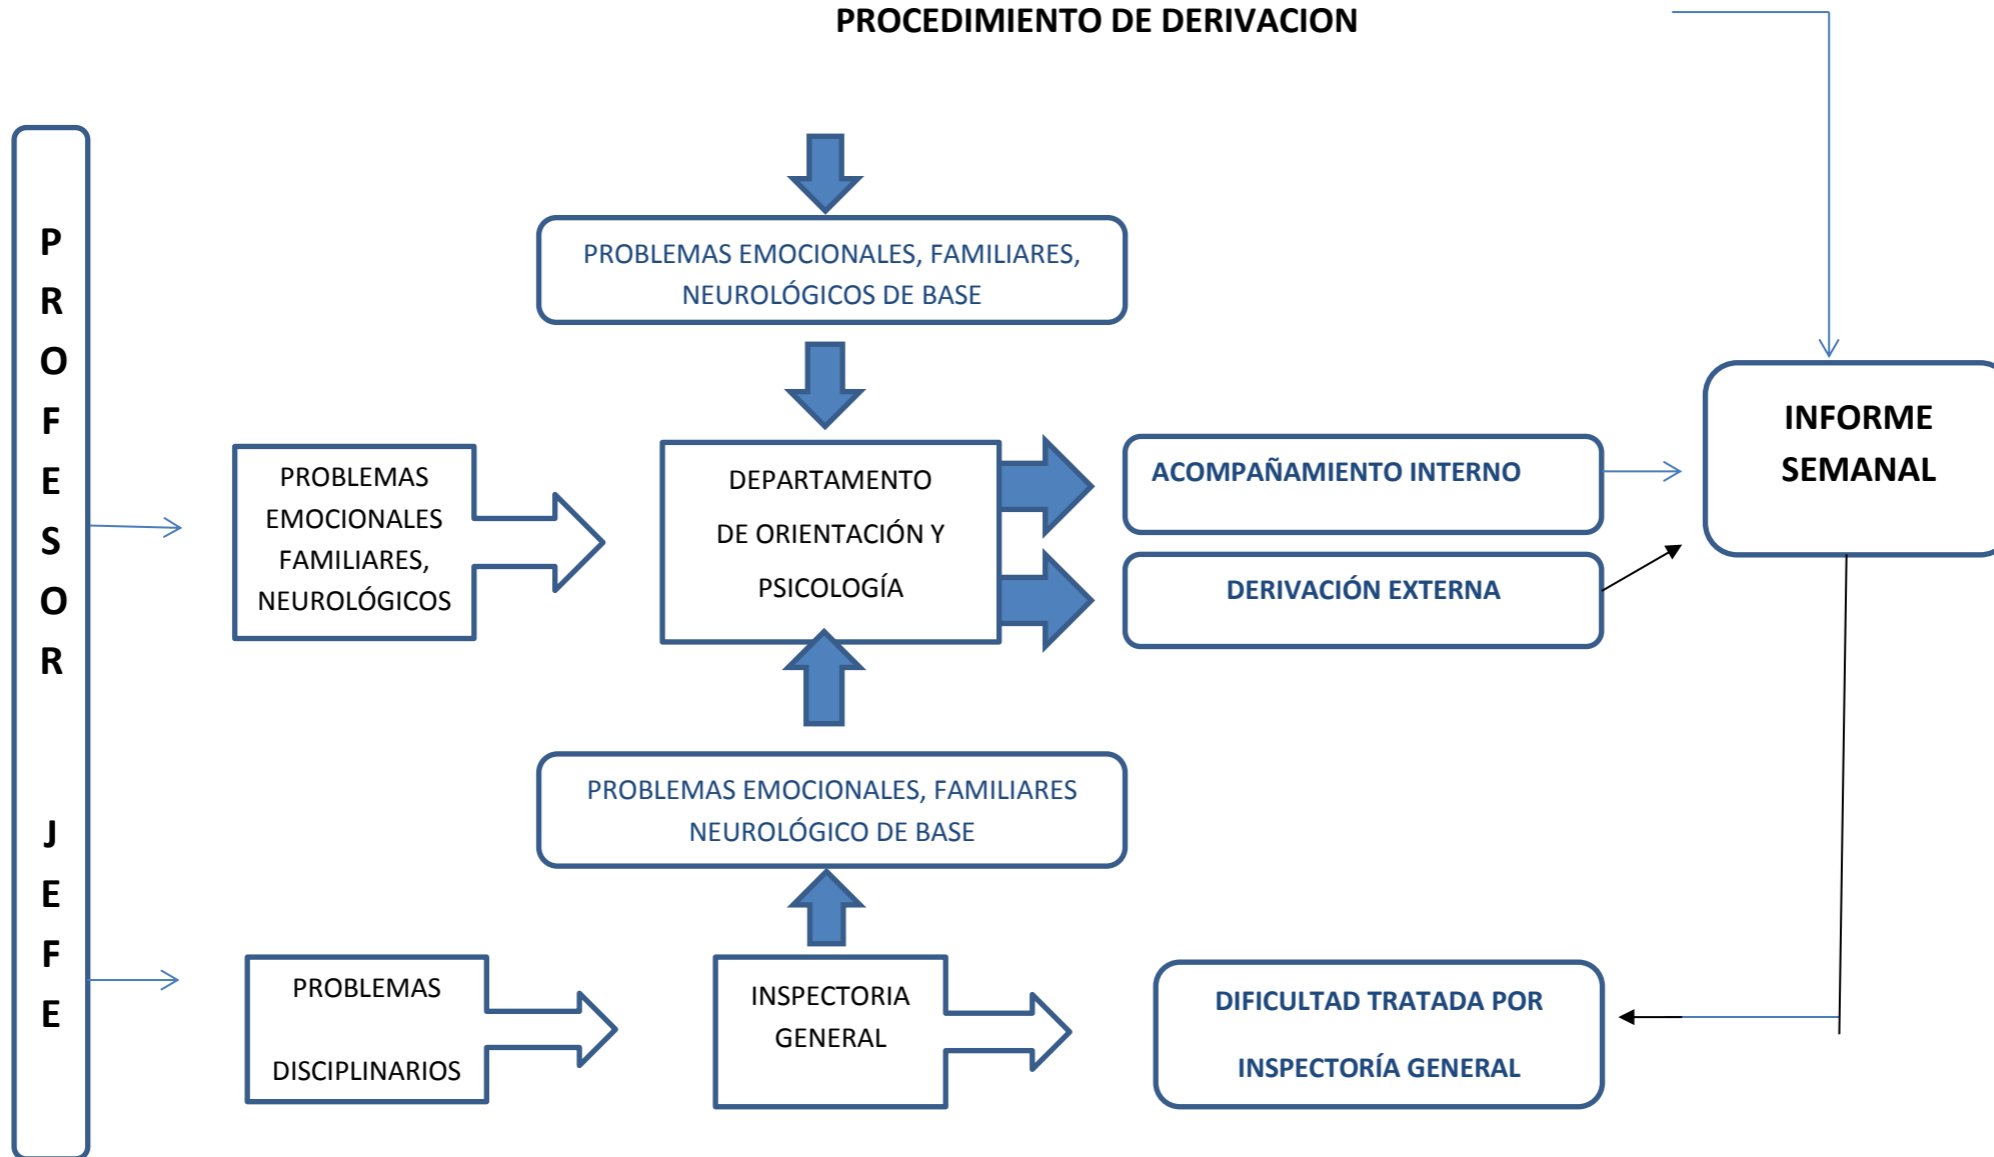 PROCEDIMIENTO DE DERIVACION
P
R
O
F
E
S
O
R
J
E
F
E
PROBLEMAS EMOCIONALES, FAMILIARES,
NEUROLÓGICOS DE BASE
PROBLEMAS
EMOCIONALES
FAMILIARES,
NEUROLÓGICOS
DEPARTAMENTO
DE ORIENTACIÓN Y
PSICOLOGÍA
ACOMPAÑAMIENTO INTERNO
DERIVACIÓN EXTERNA
INFORME
SEMANAL
PROBLEMAS EMOCIONALES, FAMILIARES
NEUROLÓGICO DE BASE
PROBLEMAS
DISCIPLINARIOS
INSPECTORIA
GENERAL
DIFICULTAD TRATADA POR
INSPECTORÍA GENERAL